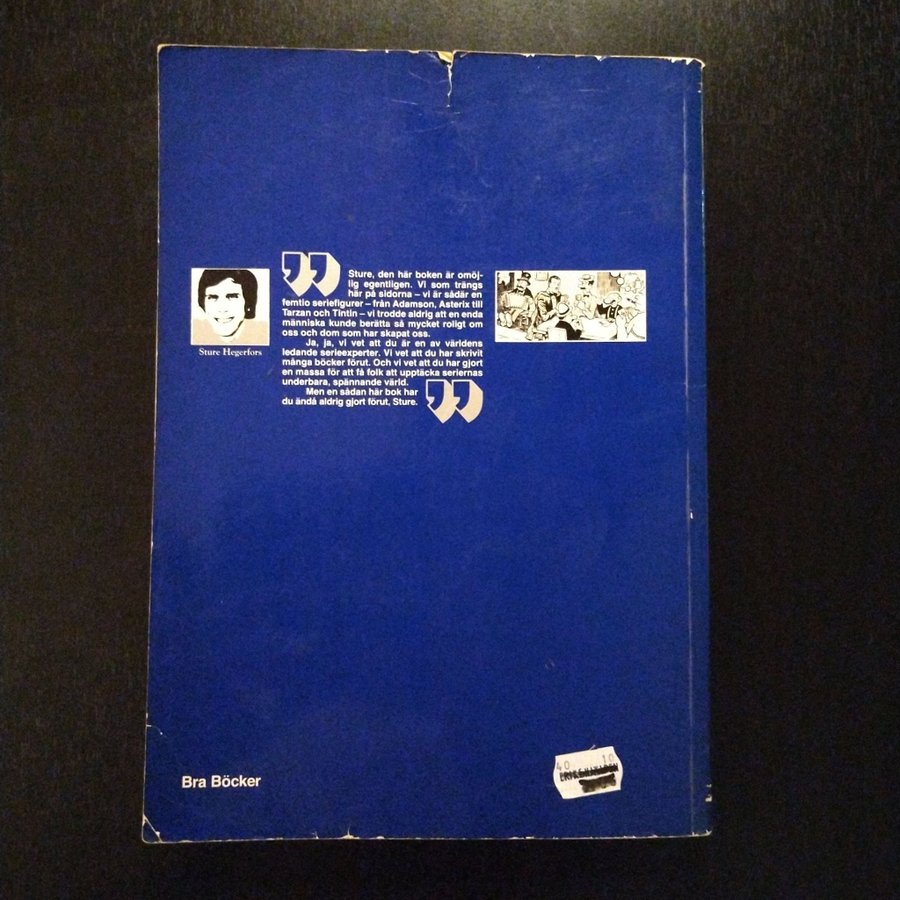 Sture, den här boken är omöj-
lig egentligen. Vi som trängs
här på sidorna – vi är sådär en
femtio seriefigurer – från Adamson, Asterix till
Tarzan och Tintin – vi trodde aldrig att en enda
människa kunde berätta så mycket roligt om
oss och dom som har skapat oss.
Ja, ja, vi vet att du är en av världens
ledande serieexperter. Vi vet att du har skrivit
många böcker förut. Och vi vet att du har gjort
en massa för att få folk att upptäcka seriernas
underbara, spännande värld.
Men en sådan här bok har
du ändå aldrig gjort förut, Sture.
Sture Hegerfors
Bra Böcker
40 10